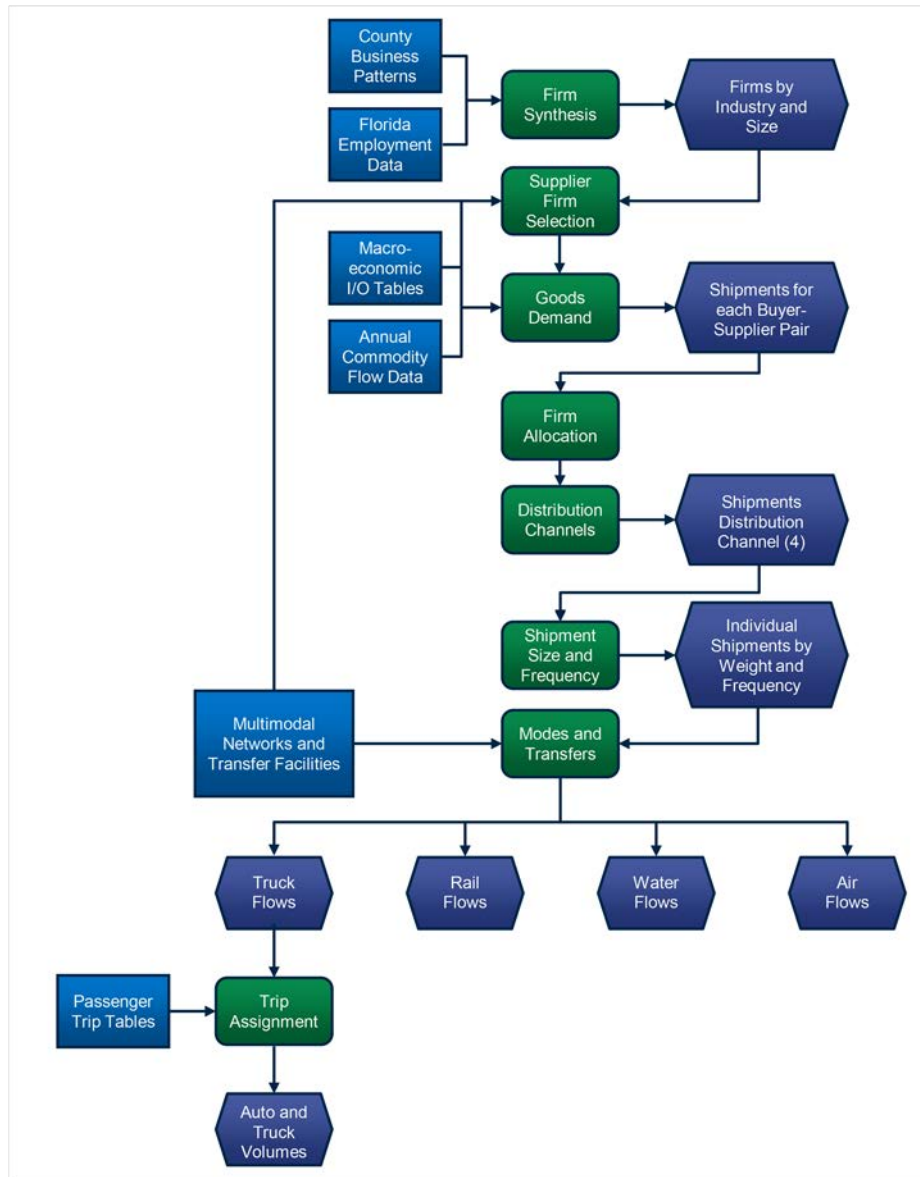 County
Business
Patterns
Firm
Synthesis
Firms by
Industry and
Size
Florida
Employment
Data
Supplier
Firm
Selection
Macro-
economic
I/O Tables
Goods
Demand
Shipments for
each Buyer-
Supplier Pair
Annual
Commodity
Flow Data
Firm
Allocation
Distribution
Channels
Shipments
Distribution
Channel (4)
Shipment
Size and
Frequency
Individual
Shipments by
Weight and
Frequency
Multimodal
Networks and
Transfer Facilities
Modes and
Transfers
Truck
Flows
Rail
Flows
Water
Flows
Air
Flows
Passenger
Trip Tables
Trip
Assignment
Auto and
Truck
Volumes